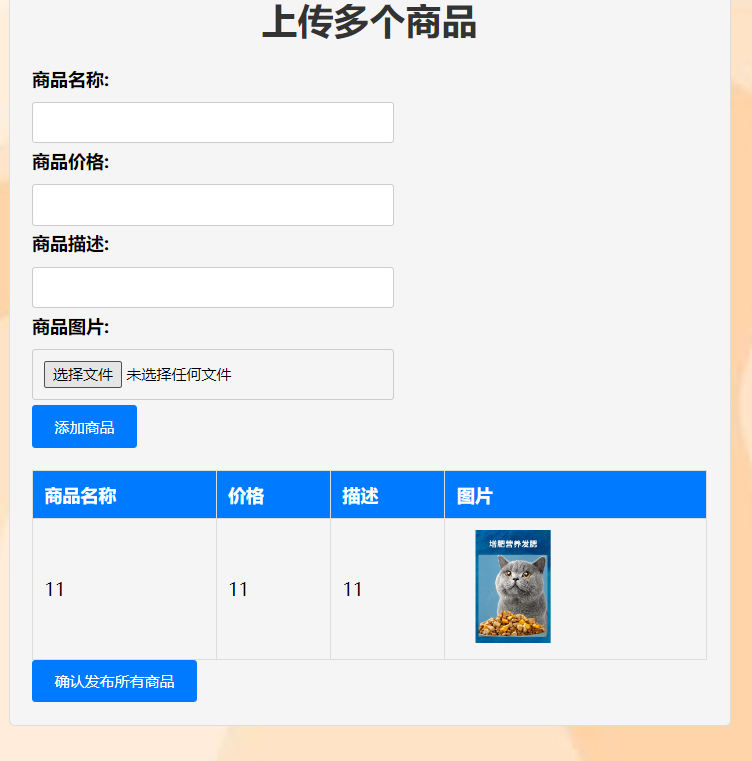 上传多个商品
商品名称:
商品价格:
商品描述:
商品图片:
选择文件 未选择任何文件
添加商品
商品名称 价格 描述 图片
增肥营养发腮
11 11 11
确认发布所有商品